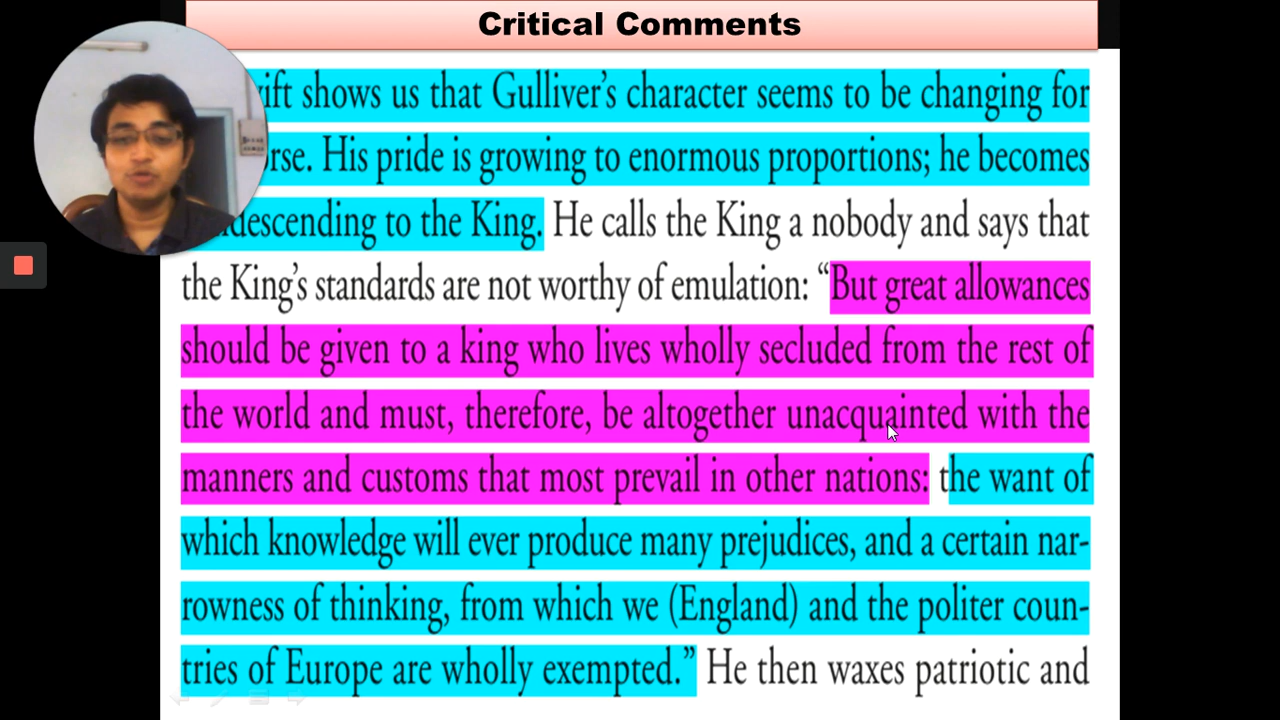 Critical Comments
ift shows us that Gulliver's character seems to be changing for
rse. His pride is growing to enormous proportions; he becomes
descending to the King. He calls the King a nobody and says that
the King's standards are not worthy of emulation: “But great allowances
should be given to a king who lives wholly secluded from the rest of
the world and must, therefore, be altogether unacquainted with the
manners and customs that most prevail in other nations: the want of
which knowledge will ever produce many prejudices, and a certain nar-
rowness of thinking, from which we (England) and the politer coun-
tries of Europe are wholly exempted.” He then waxes patriotic and